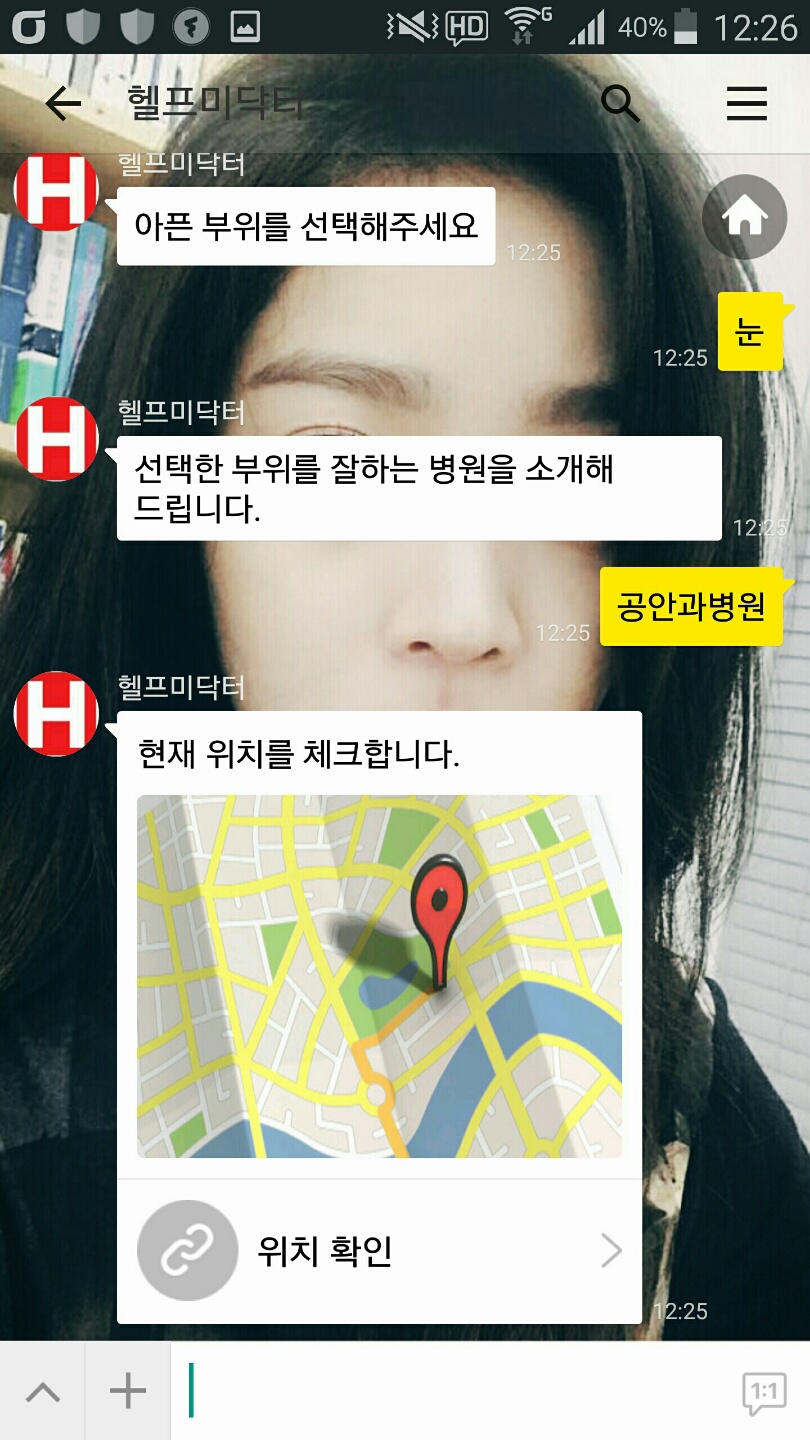 G
40%
12:26
헬프미닥터
헬프미닥터
아픈 부위를 선택해주세요
12:25
눈
12:25
헬프미닥터
선택한 부위를 잘하는 병원을 소개해
드립니다.
12:25
공안과병원
12:25
헬프미닥터
현재 위치를 체크합니다.
위치 확인
12:25
1:1